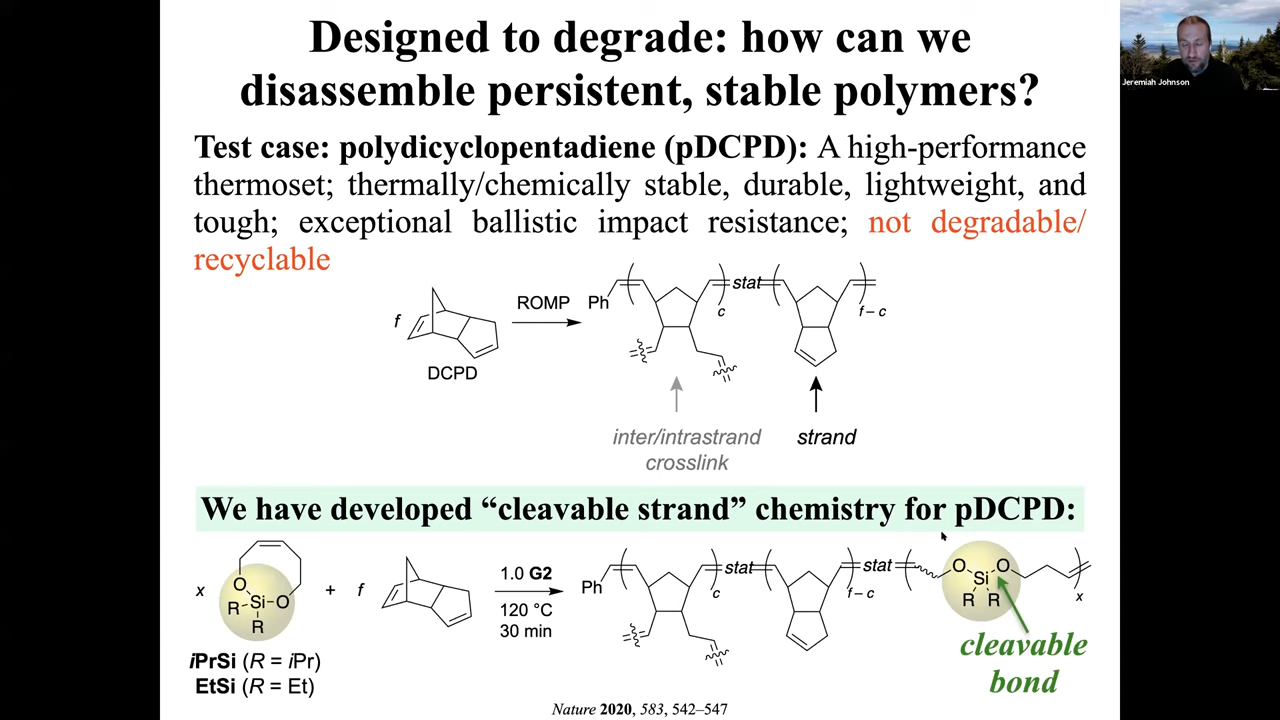 Designed to degrade: how can we
disassemble persistent, stable polymers?
Jeremiah Johnson
Test case: polydicyclopentadiene (pDCPD): A high-performance
thermoset; thermally/chemically stable, durable, lightweight, and
tough; exceptional ballistic impact resistance; not degradable/
recyclable
f
DCPD
ROMP
Ph
c
stat
f – c
inter/intrastrand
crosslink
strand
We have developed “cleavable strand” chemistry for pDCPD:
x
O
R
Si
O
R
+
f
1.0 G2
120 °C
30 min
Ph
c
stat
f – c
stat
O
Si
O
R R
x
cleavable
bond
iPrSi (R = iPr)
EtSi (R = Et)
Nature 2020, 583, 542–547